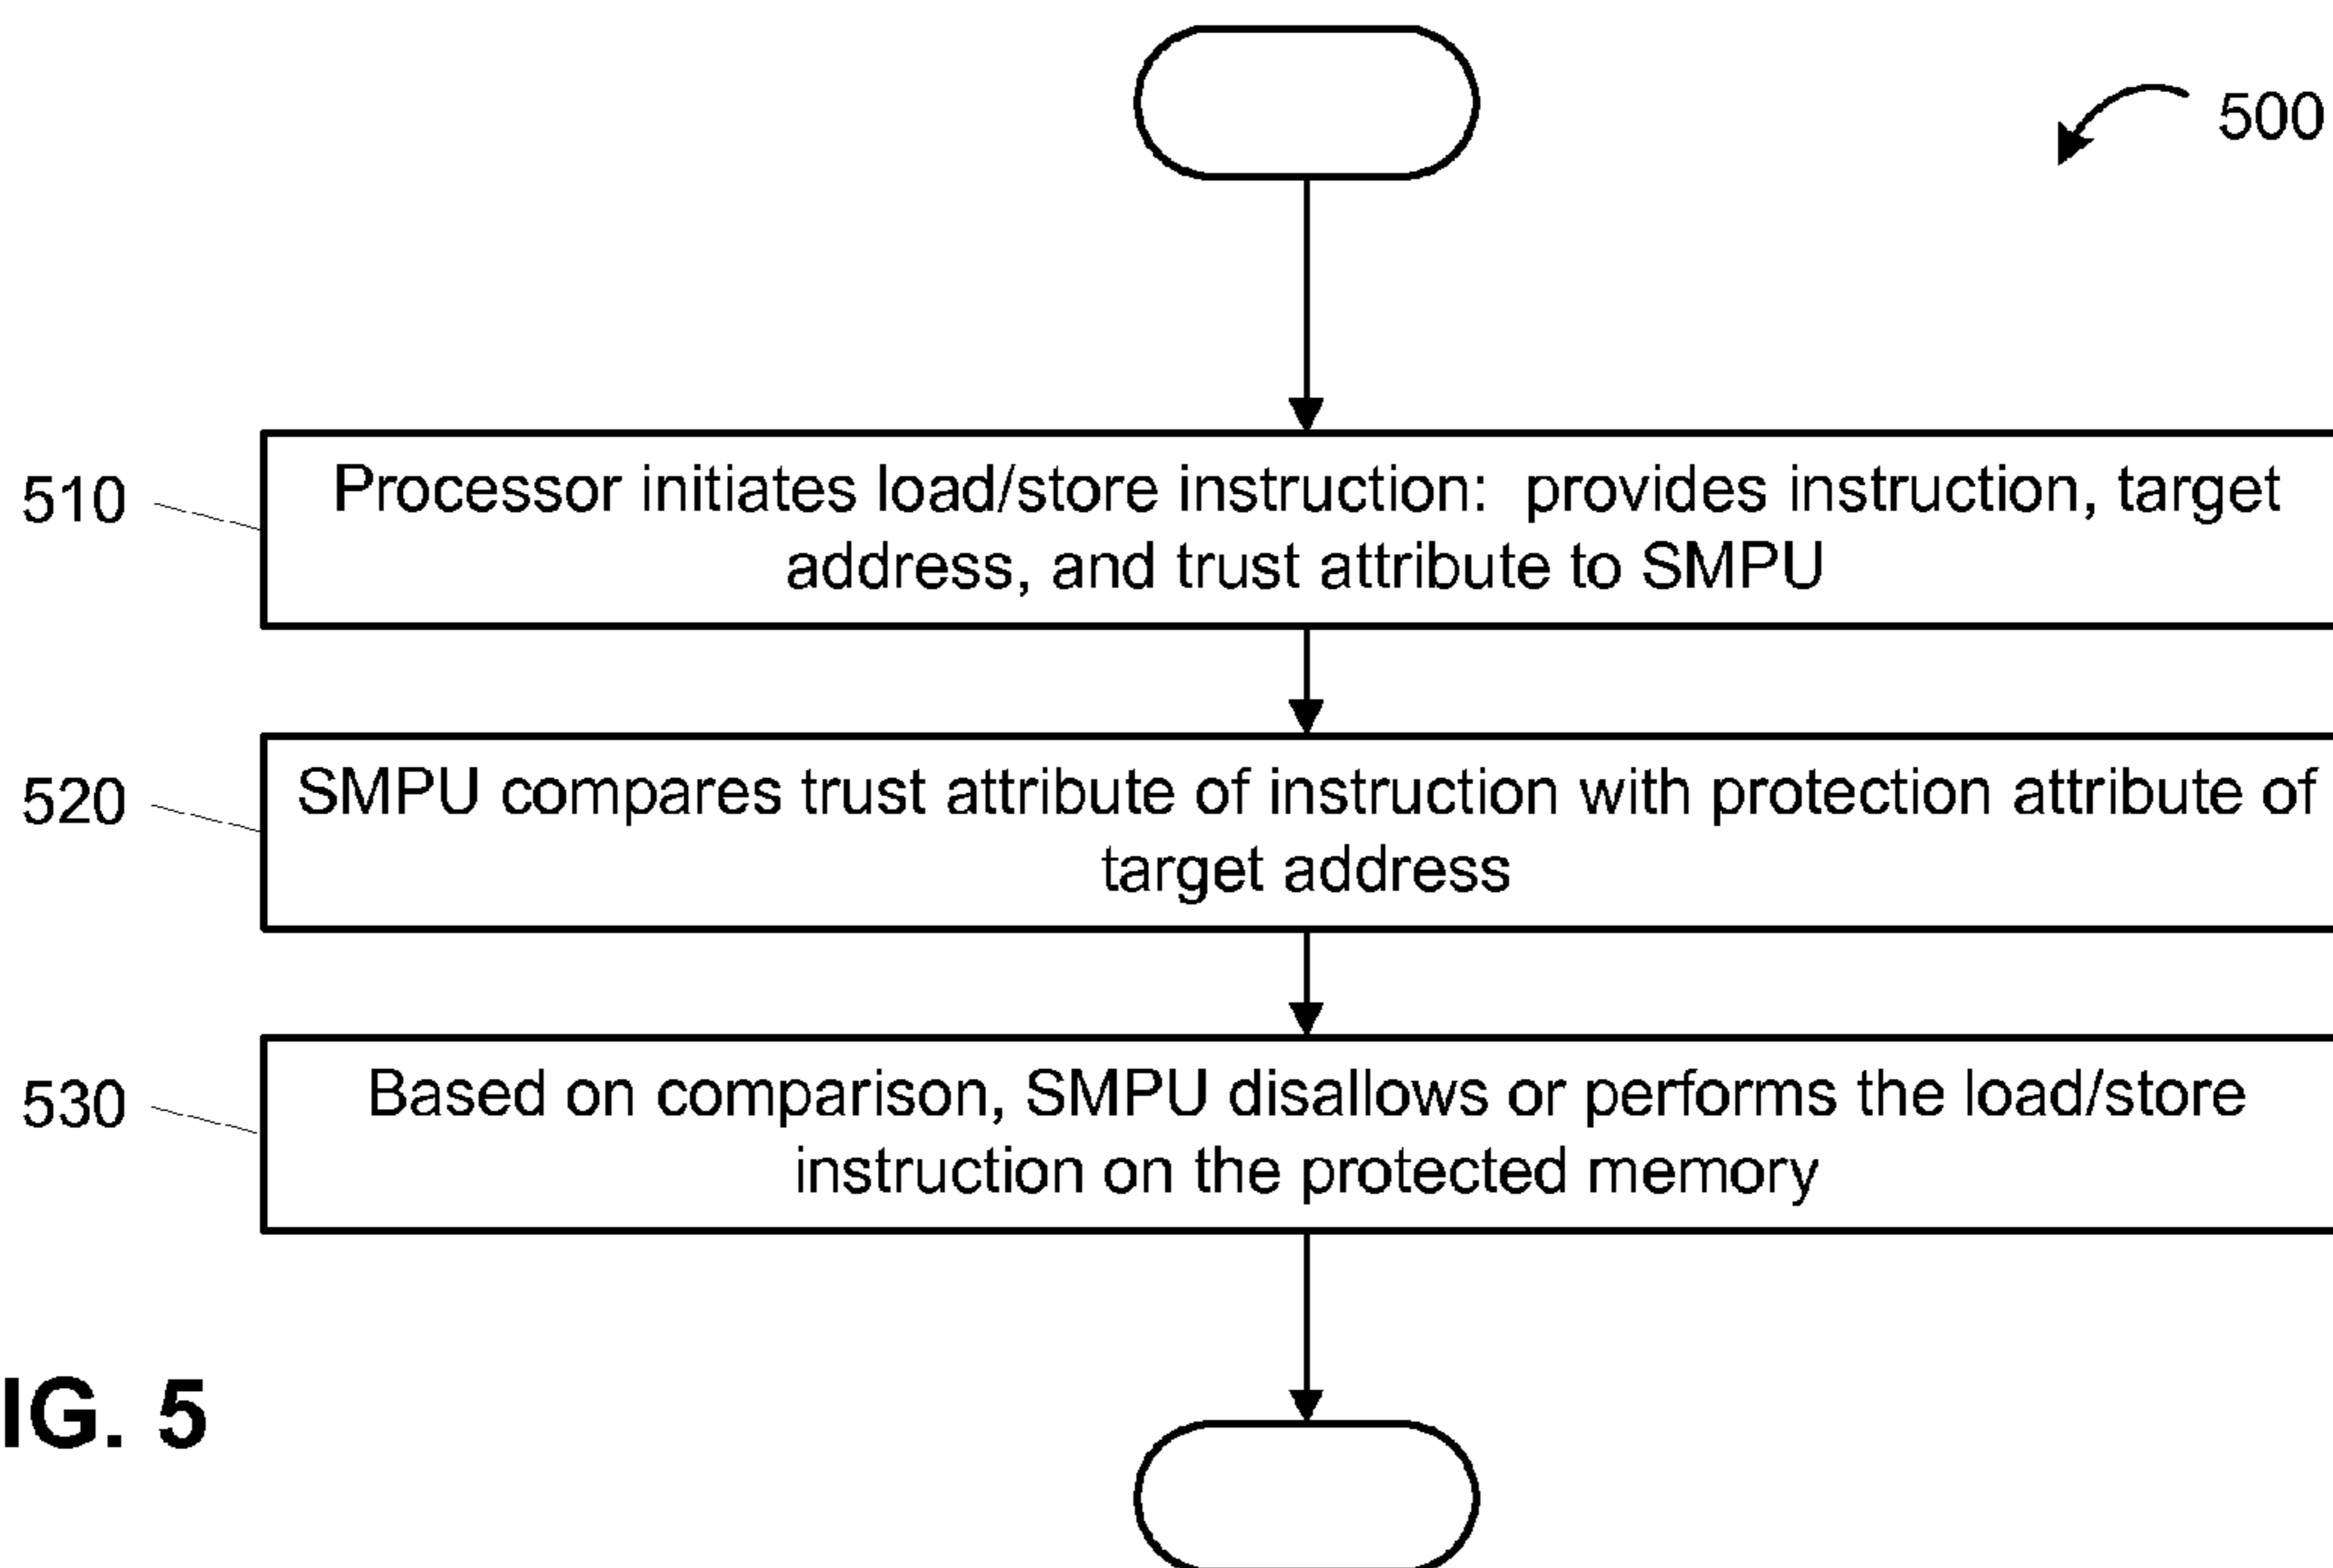 500
510
Processor initiates load/store instruction: provides instruction, target
address, and trust attribute to SMPU
520
SMPU compares trust attribute of instruction with protection attribute of
target address
530
Based on comparison, SMPU disallows or performs the load/store
instruction on the protected memory
IG. 5